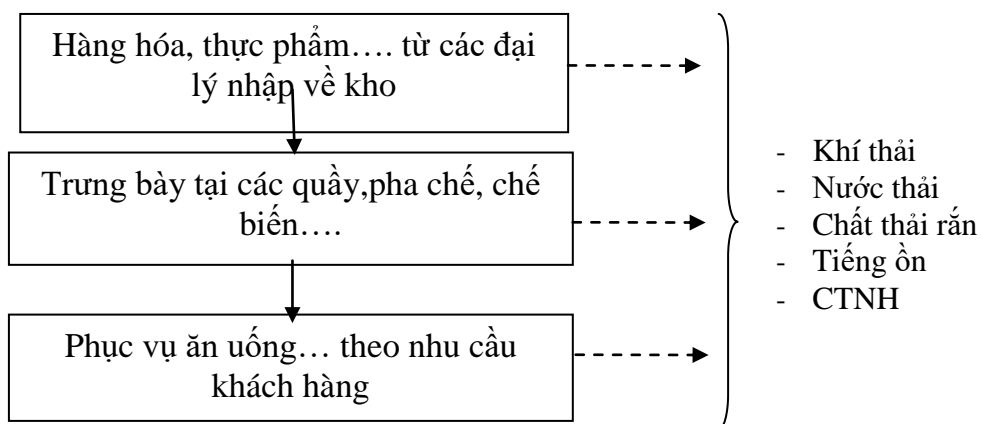 Hàng hóa, thực phẩm…. từ các đại
lý nhập về kho
Trưng bày tại các quầy,pha chế, chế
biến….
Phục vụ ăn uống… theo nhu cầu
khách hàng
- Khí thải
- Nước thải
- Chất thải rắn
- Tiếng ồn
- CTNH